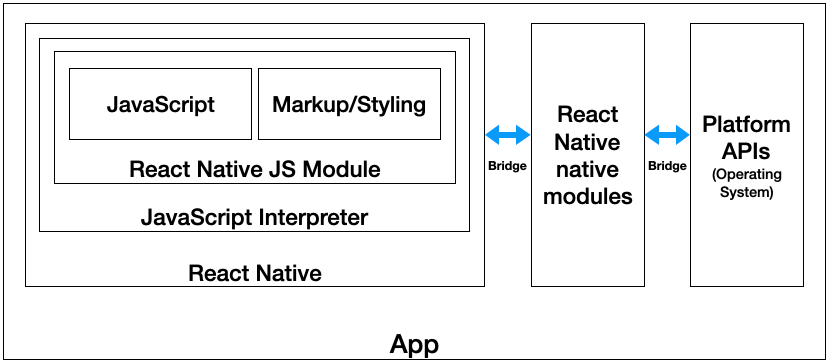 JavaScript
Markup/Styling
React Native JS Module
JavaScript Interpreter
React Native
Bridge
React
Native
native
modules
Bridge
Platform
APIs
(Operating
System)
App